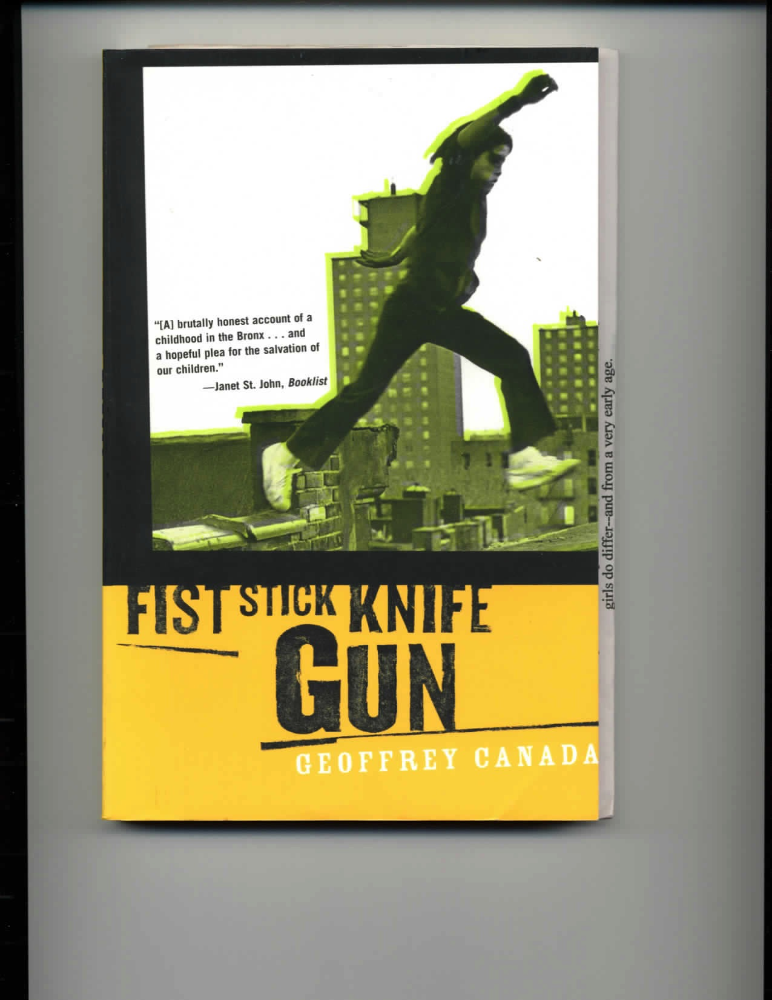 “[A] brutally honest account of a
childhood in the Bronx . . . and
a hopeful plea for the salvation of
our children.”
—Janet St. John, Booklist
FIST STICK KNIFE
GUN
GEOFFREY CANADA
girls do differ--and from a very early age.